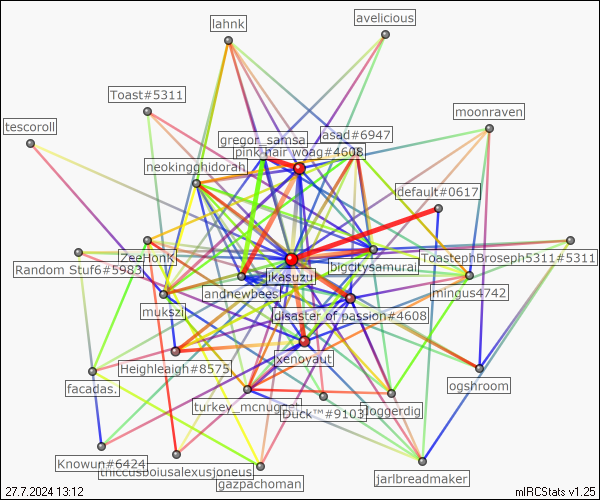 lahnk
avelicious
Toast#5311
moonraven
tescoroll
asad#6947
gregor_samsa
pink hair woag#4608
neokingghidorah
default#0617
ZeeHonK
ToastephBroseph5311#5311
Random Stuf6#5983
bigcitysamurai
jkasuzu
andnewbees
mingus4742
mukszi
disaster of passion#4608
xenoyaut
Heighleaigh#8575
ogshroom
facadas.
turkey_mcnugget
Duck™#9103
doggerdig
Knowun#6424
thiccusboiusalexusjoneus
gazpachoman
jarlbreadmaker
27.7.2024 13:12
mIRCStats v1.25